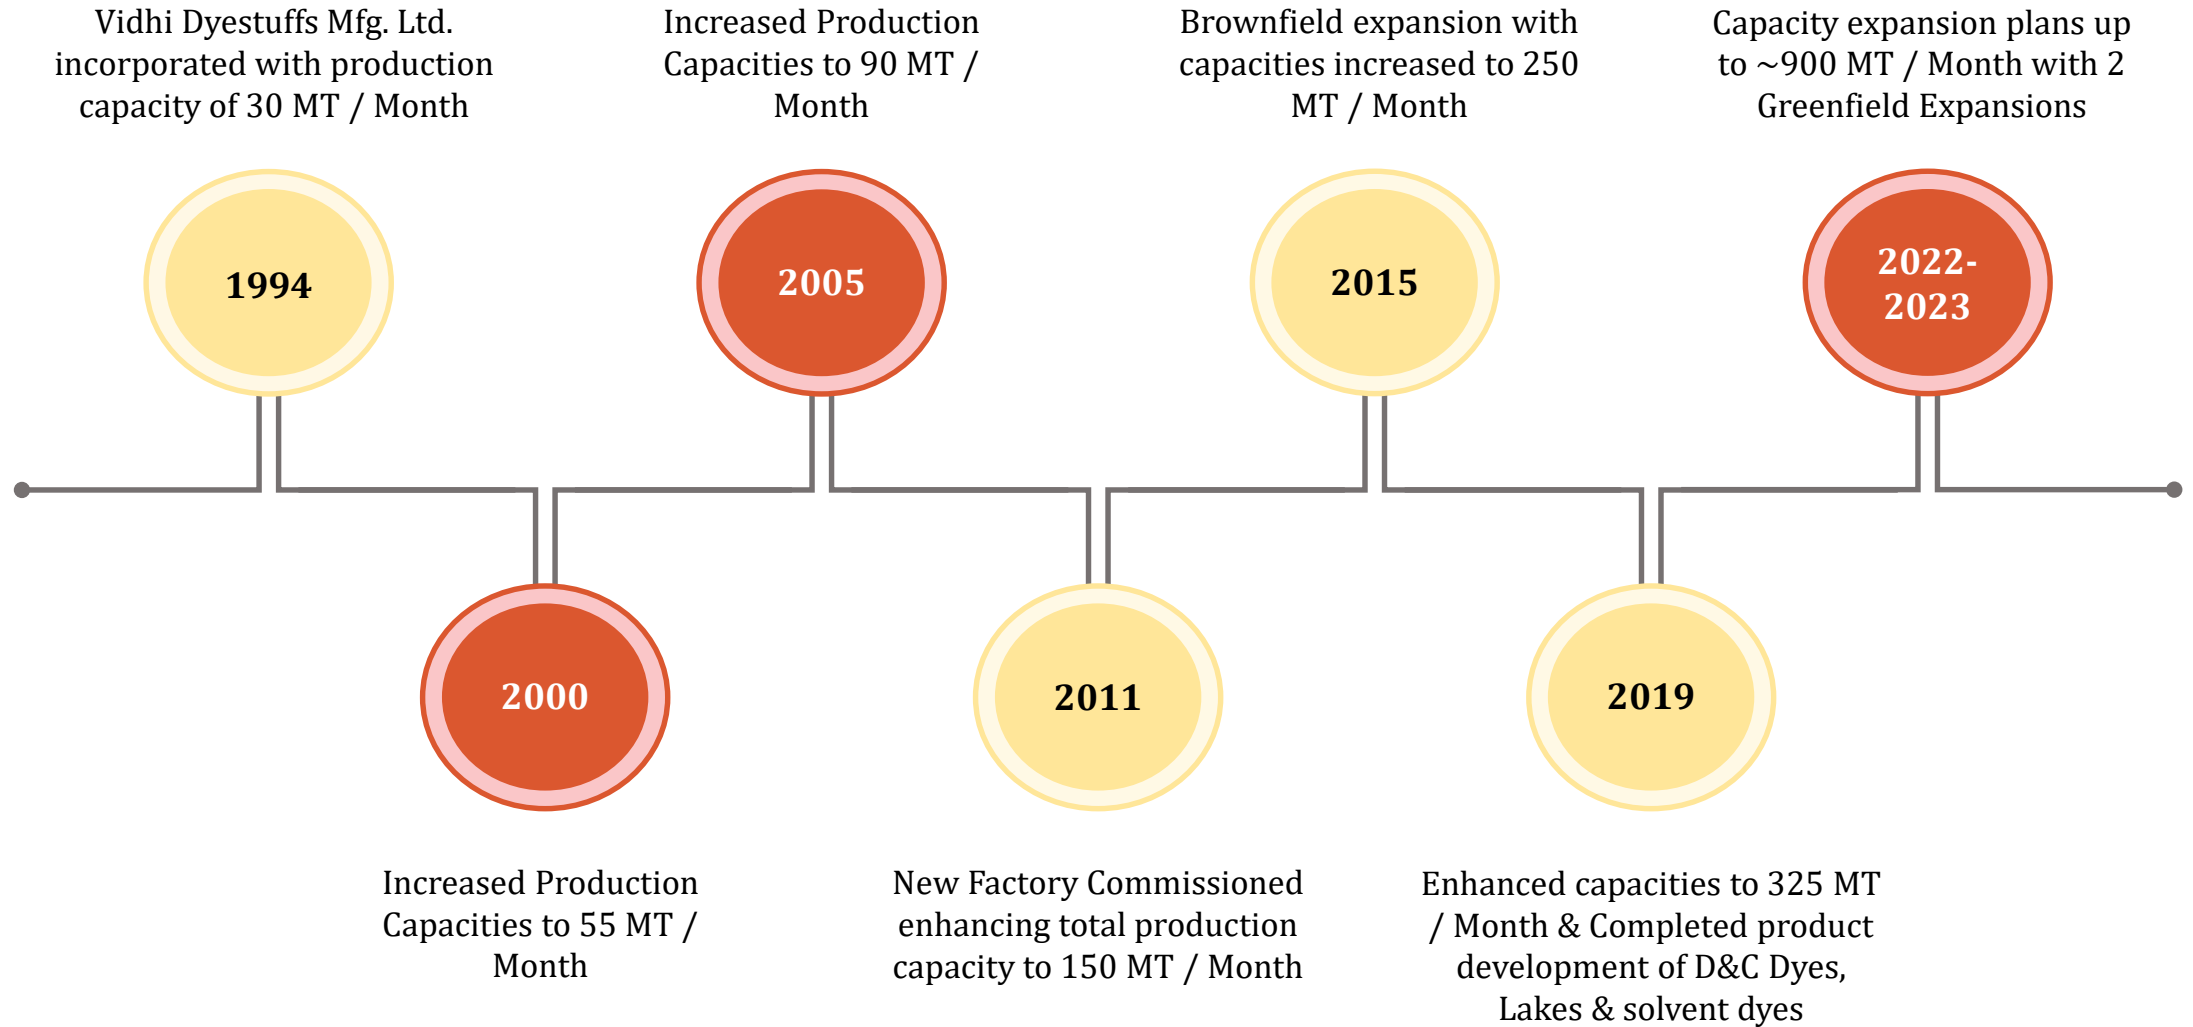 Vidhi Dyestuffs Mfg. Ltd.
incorporated with production
capacity of 30 MT / Month
1994
Increased Production
Capacities to 55 MT /
Month
2000
Increased Production
Capacities to 90 MT /
Month
2005
New Factory Commissioned
enhancing total production
capacity to 150 MT / Month
2011
Brownfield expansion with
capacities increased to 250
MT / Month
2015
Enhanced capacities to 325 MT
/ Month & Completed product
development of D&C Dyes,
Lakes & solvent dyes
2019
Capacity expansion plans up
to ~900 MT / Month with 2
Greenfield Expansions
2022-
2023